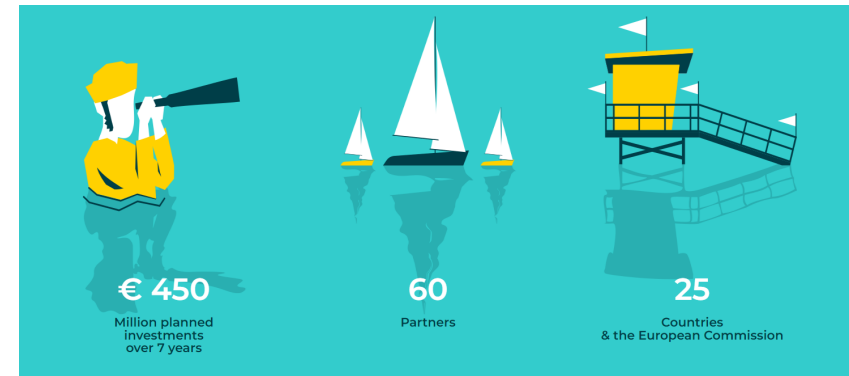 € 450
Million planned
investments
over 7 years
60
Partners
25
Countries
& the European Commission